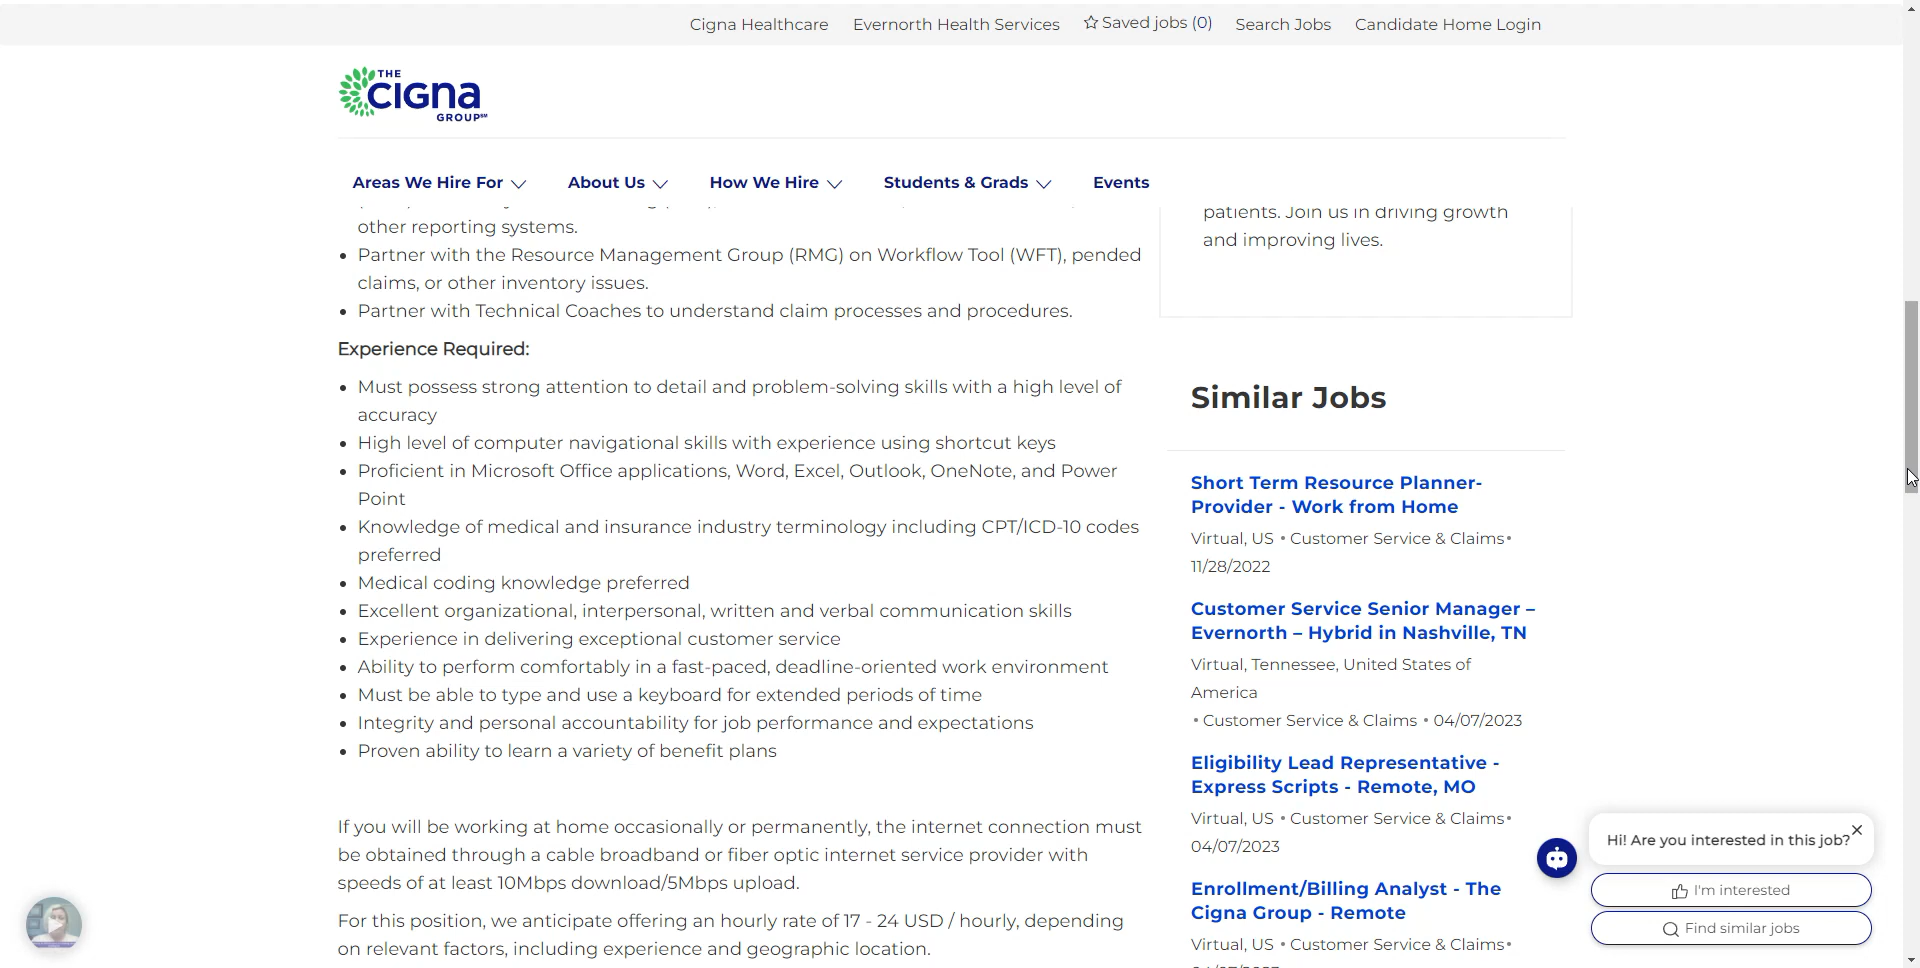 Cigna Healthcare Evernorth Health Services Saved jobs (0) Search Jobs Candidate Home Login
THE
cigna
GROUP℠
Areas We Hire For About Us How We Hire Students & Grads Events
other reporting systems.
• Partner with the Resource Management Group (RMG) on Workflow Tool (WFT), pended
claims, or other inventory issues.
• Partner with Technical Coaches to understand claim processes and procedures.
Experience Required:
• Must possess strong attention to detail and problem-solving skills with a high level of
accuracy
• High level of computer navigational skills with experience using shortcut keys
• Proficient in Microsoft Office applications, Word, Excel, Outlook, OneNote, and Power
Point
• Knowledge of medical and insurance industry terminology including CPT/ICD-10 codes
preferred
• Medical coding knowledge preferred
• Excellent organizational, interpersonal, written and verbal communication skills
• Experience in delivering exceptional customer service
• Ability to perform comfortably in a fast-paced, deadline-oriented work environment
• Must be able to type and use a keyboard for extended periods of time
• Integrity and personal accountability for job performance and expectations
• Proven ability to learn a variety of benefit plans
If you will be working at home occasionally or permanently, the internet connection must
be obtained through a cable broadband or fiber optic internet service provider with
speeds of at least 10Mbps download/5Mbps upload.
For this position, we anticipate offering an hourly rate of 17 - 24 USD / hourly, depending
on relevant factors, including experience and geographic location.
patients. Join us in driving growth
and improving lives.
Similar Jobs
Short Term Resource Planner-
Provider - Work from Home
Virtual, US • Customer Service & Claims•
11/28/2022
Customer Service Senior Manager –
Evernorth – Hybrid in Nashville, TN
Virtual, Tennessee, United States of
America
• Customer Service & Claims • 04/07/2023
Eligibility Lead Representative -
Express Scripts - Remote, MO
Virtual, US • Customer Service & Claims•
04/07/2023
Enrollment/Billing Analyst - The
Cigna Group - Remote
Virtual, US • Customer Service & Claims•
Hi! Are you interested in this job?
I'm interested
Find similar jobs